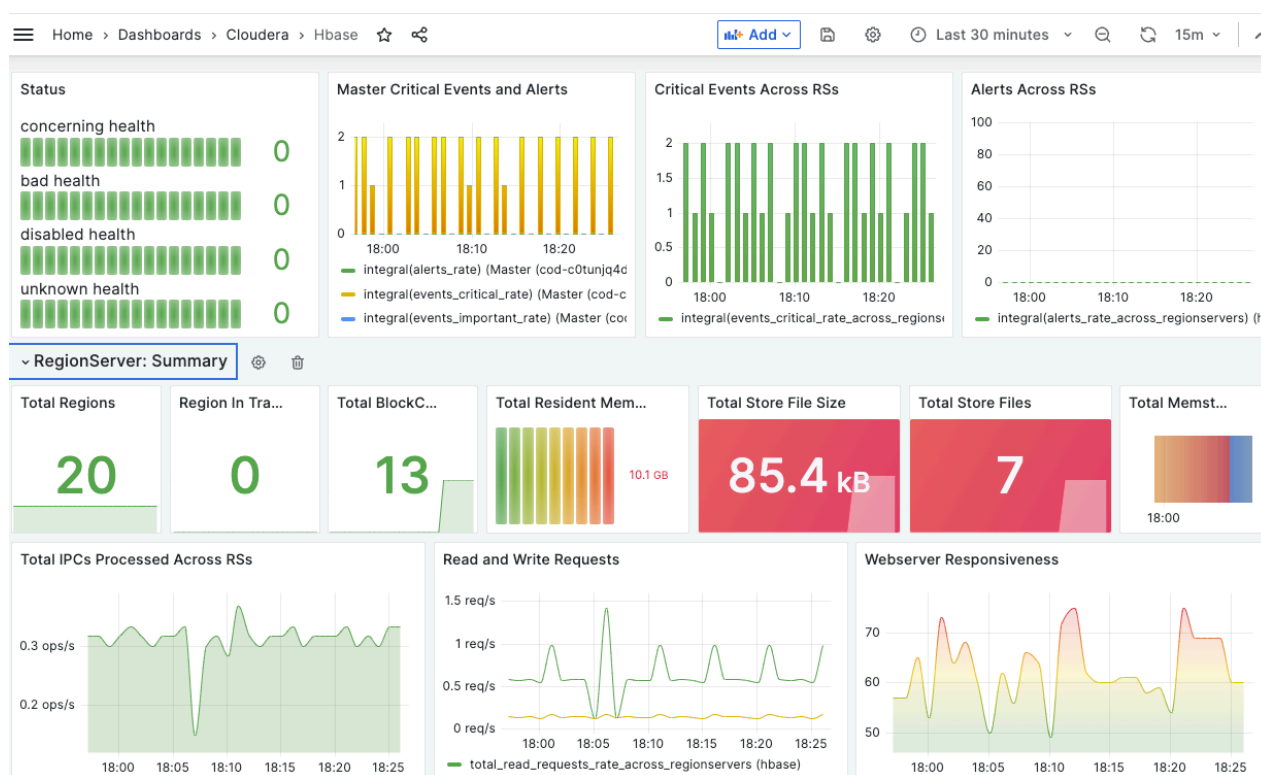 Home › Dashboards › Cloudera › Hbase Add Last 30 minutes 15m
Status
concerning health
0
bad health
0
disabled health
0
unknown health
0
Master Critical Events and Alerts
2
1
0
18:00 18:10 18:20
integral(alerts_rate) (Master (cod-c0tunjq4d
integral(events_critical_rate) (Master (cod-c
integral(events_important_rate) (Master (co
Critical Events Across RSs
2
1.5
1
0.5
0
18:00 18:10 18:20
integral(events_critical_rate_across_regions
Alerts Across RSs
100
80
60
40
20
0
18:00 18:10 18:20
integral(alerts_rate_across_regionservers) (
RegionServer: Summary
Total Regions
20
Region In Tra...
0
Total BlockC...
13
Total Resident Mem...
10.1 GB
Total Store File Size
85.4 kB
Total Store Files
7
Total Memst...
18:00
Total IPCs Processed Across RSs
0.3 ops/s
0.2 ops/s
18:00 18:05 18:10 18:15 18:20 18:25
Read and Write Requests
1.5 req/s
1 req/s
0.5 req/s
0 req/s
18:00 18:05 18:10 18:15 18:20 18:25
total_read_requests_rate_across_regionservers (hbase)
Webserver Responsiveness
70
60
50
18:00 18:05 18:10 18:15 18:20 18:25